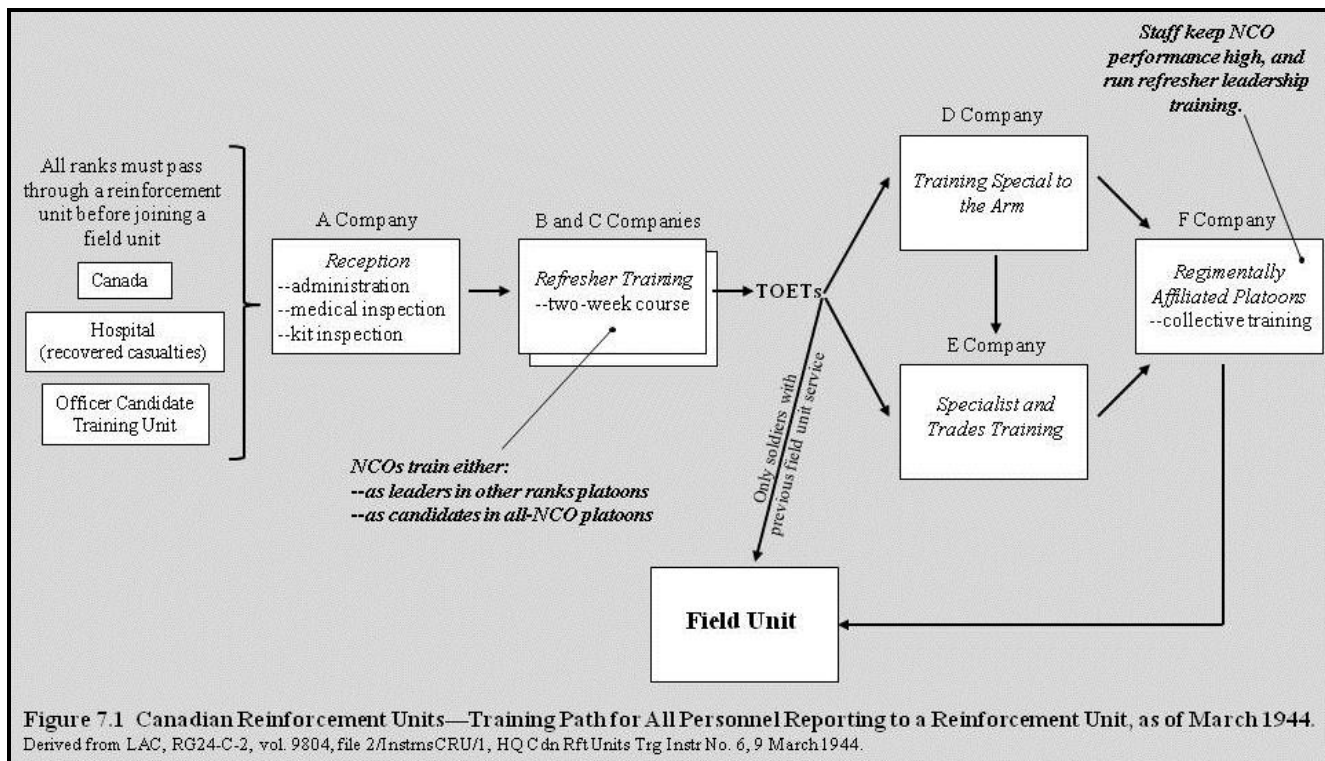 Staff keep NCO
performance high, and
run refresher leadership
training.
All ranks must pass
through a reinforcement
unit before joining a
field unit
Canada
Hospital
(recovered casualties)
Officer Candidate
Training Unit
A Company
Reception
--administration
--medical inspection
--kit inspection
B and C Companies
Refresher Training
--two-week course
NCOs train either:
--as leaders in other ranks platoons
--as candidates in all-NCO platoons
TOETs
Only soldiers with
previous field unit service
D Company
Training Special to
the Arm
E Company
Specialist and
Trades Training
F Company
Regimentally
Affiliated Platoons
--collective training
Field Unit
Figure 7.1 Canadian Reinforcement Units—Training Path for All Personnel Reporting to a Reinforcement Unit, as of March 1944.
Derived from LAC, RG24-C-2, vol. 9804, file 2/InstrnsCRU/1, HQ Cdn Rft Units Trg Instr No. 6, 9 March 1944.